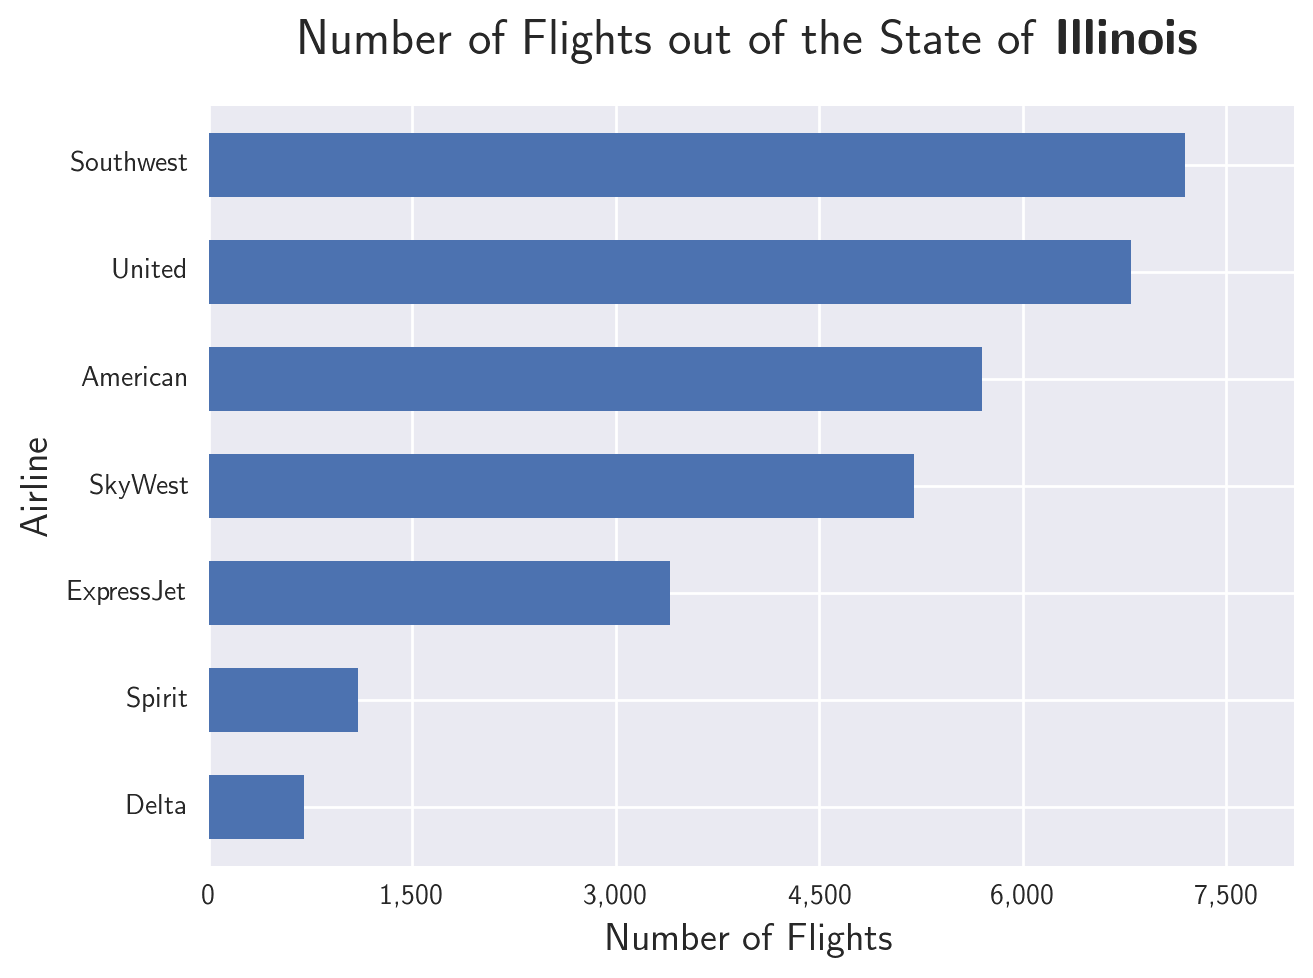 Number of Flights out of the State of Illinois
Southwest
United
American
SkyWest
ExpressJet
Spirit
Delta
Airline
0 1,500 3,000 4,500 6,000 7,500
Number of Flights